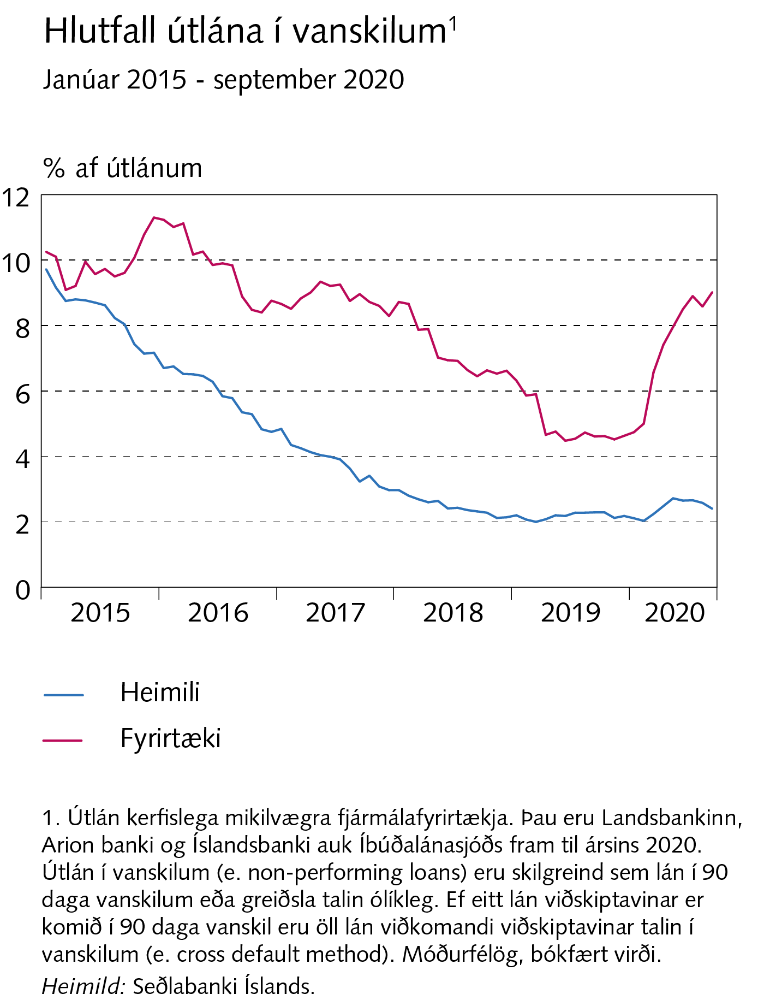 Hlutfall útlána í vanskilum¹
Janúar 2015 - september 2020
% af útlánum
12
10
8
6
4
2
0
2015 2016 2017 2018 2019 2020
Heimili
Fyrirtæki
1. Útlán kerfislega mikilvægra fjármálafyrirtækja. Þau eru Landsbankinn,
Arion banki og Íslandsbanki auk Íbúðalánasjóðs fram til ársins 2020.
Útlán í vanskilum (e. non-performing loans) eru skilgreind sem lán í 90
daga vanskilum eða greiðsla talin ólíkleg. Ef eitt lán viðskiptavinar er
komið í 90 daga vanskil eru öll lán viðkomandi viðskiptavinar talin í
vanskilum (e. cross default method). Móðurfélög, bókfært virði.
Heimild: Seðlabanki Íslands.